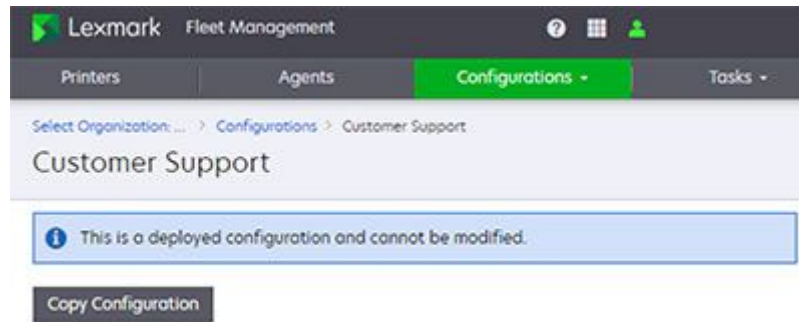 Lexmark Fleet Management
Printers Agents Configurations Tasks
Select Organization: ... > Configurations > Customer Support
Customer Support
This is a deployed configuration and cannot be modified.
Copy Configuration